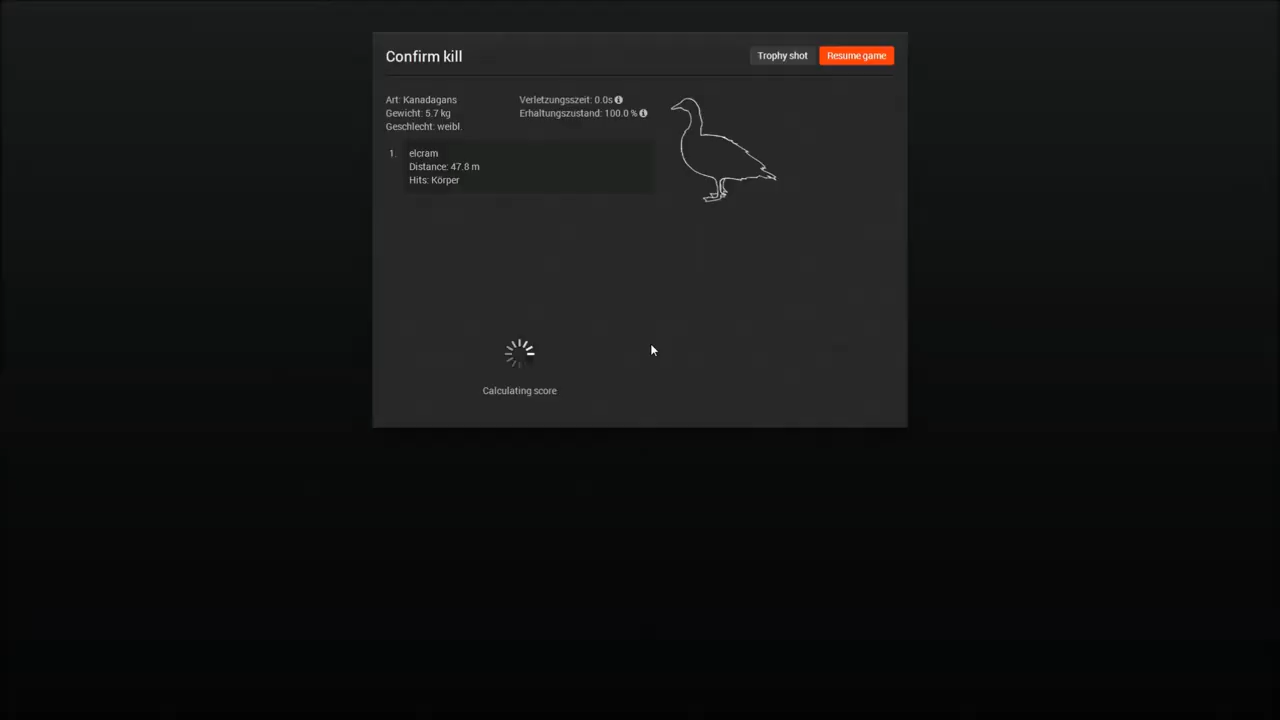 Confirm kill
Trophy shot
Resume game
Art: Kanadagans
Gewicht: 5.7 kg
Geschlecht: weibl.
Verletzungsszeit: 0.0s
Erhaltungszustand: 100.0 %
1. elcram
Distance: 47.8 m
Hits: Körper
Calculating score